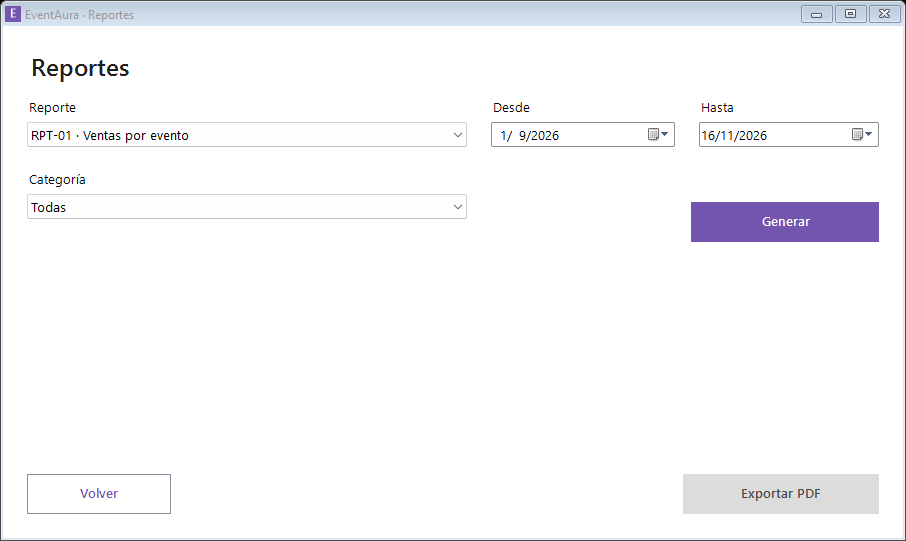 E EventAura · Reportes
Reportes
Reporte
Desde
Hasta
RPT-01 · Ventas por evento
1/ 9/2026
16/11/2026
Categoría
Todas
Generar
Volver
Exportar PDF